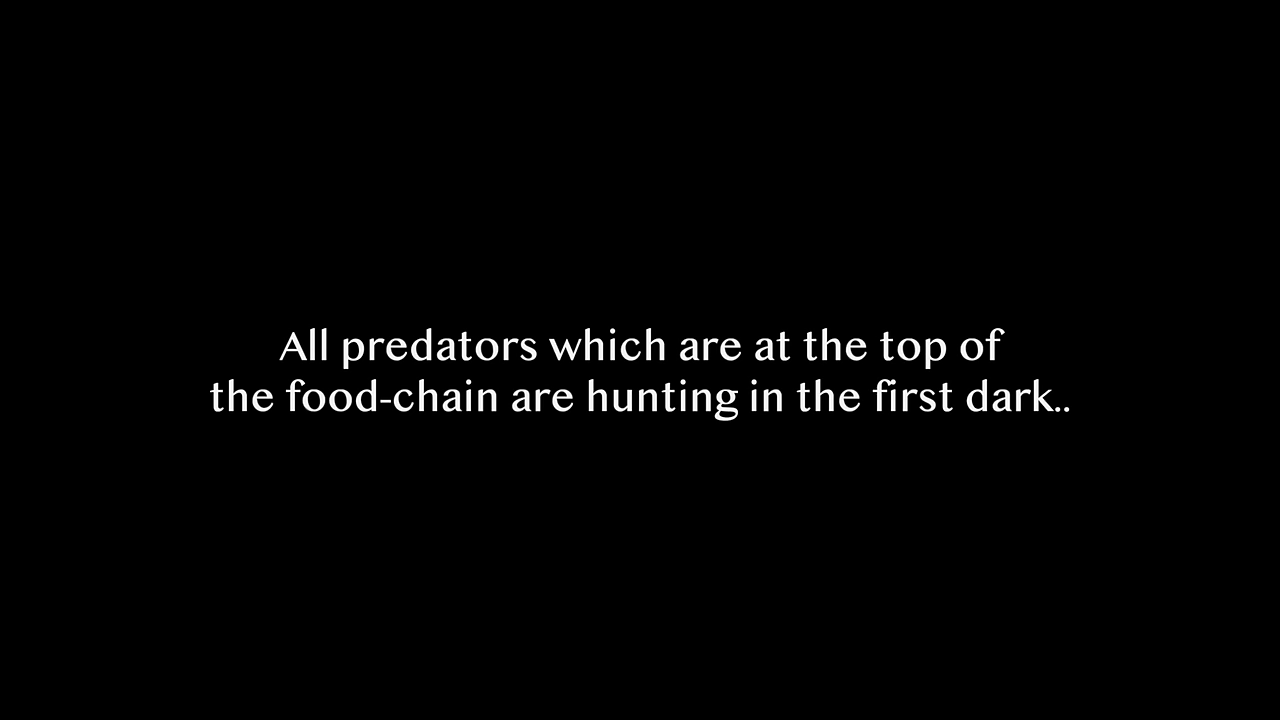 All predators which are at the top of
the food-chain are hunting in the first dark..